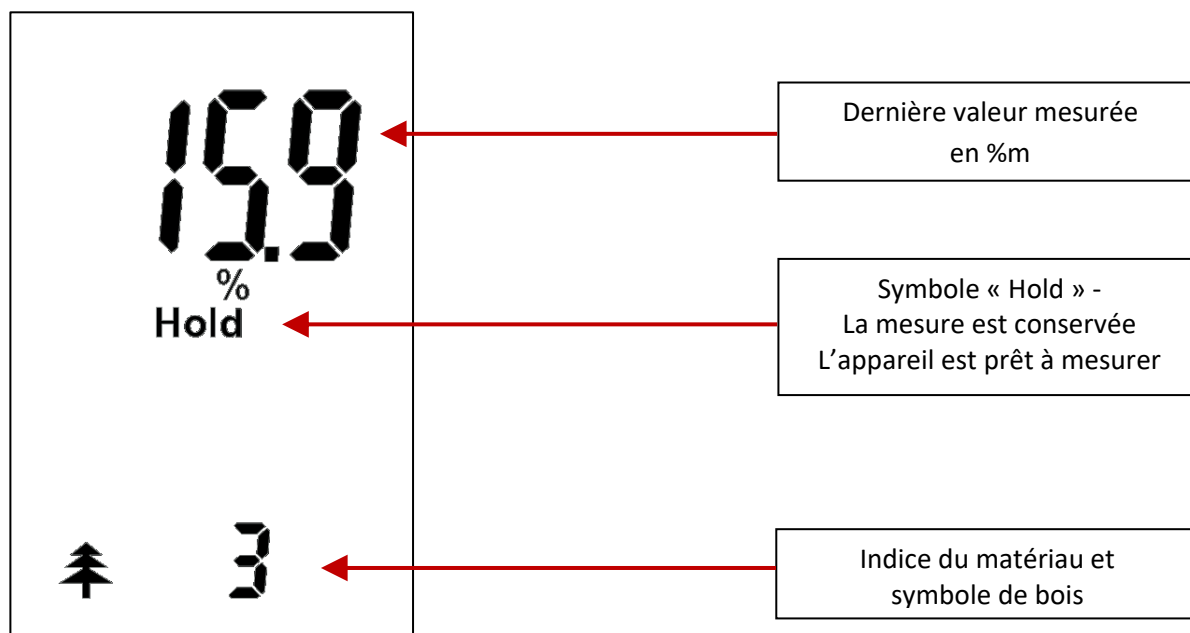 15.9
Dernière valeur mesurée
en %m
%
Hold
Symbole « Hold » -
La mesure est conservée
L’appareil est prêt à mesurer
3
Indice du matériau et
symbole de bois